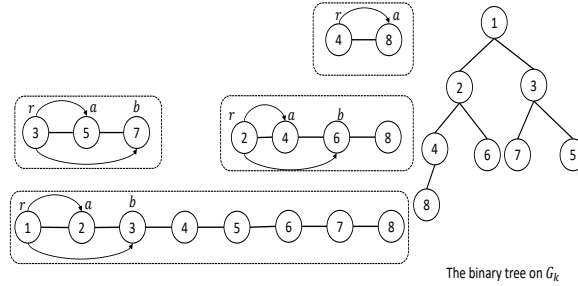 r a
4 8
r a b
3 5 7
r a b
2 4 6 8
r a b
1 2 3 4 5 6 7 8
1
2 3
4 6 7 5
8
The binary tree on G_k